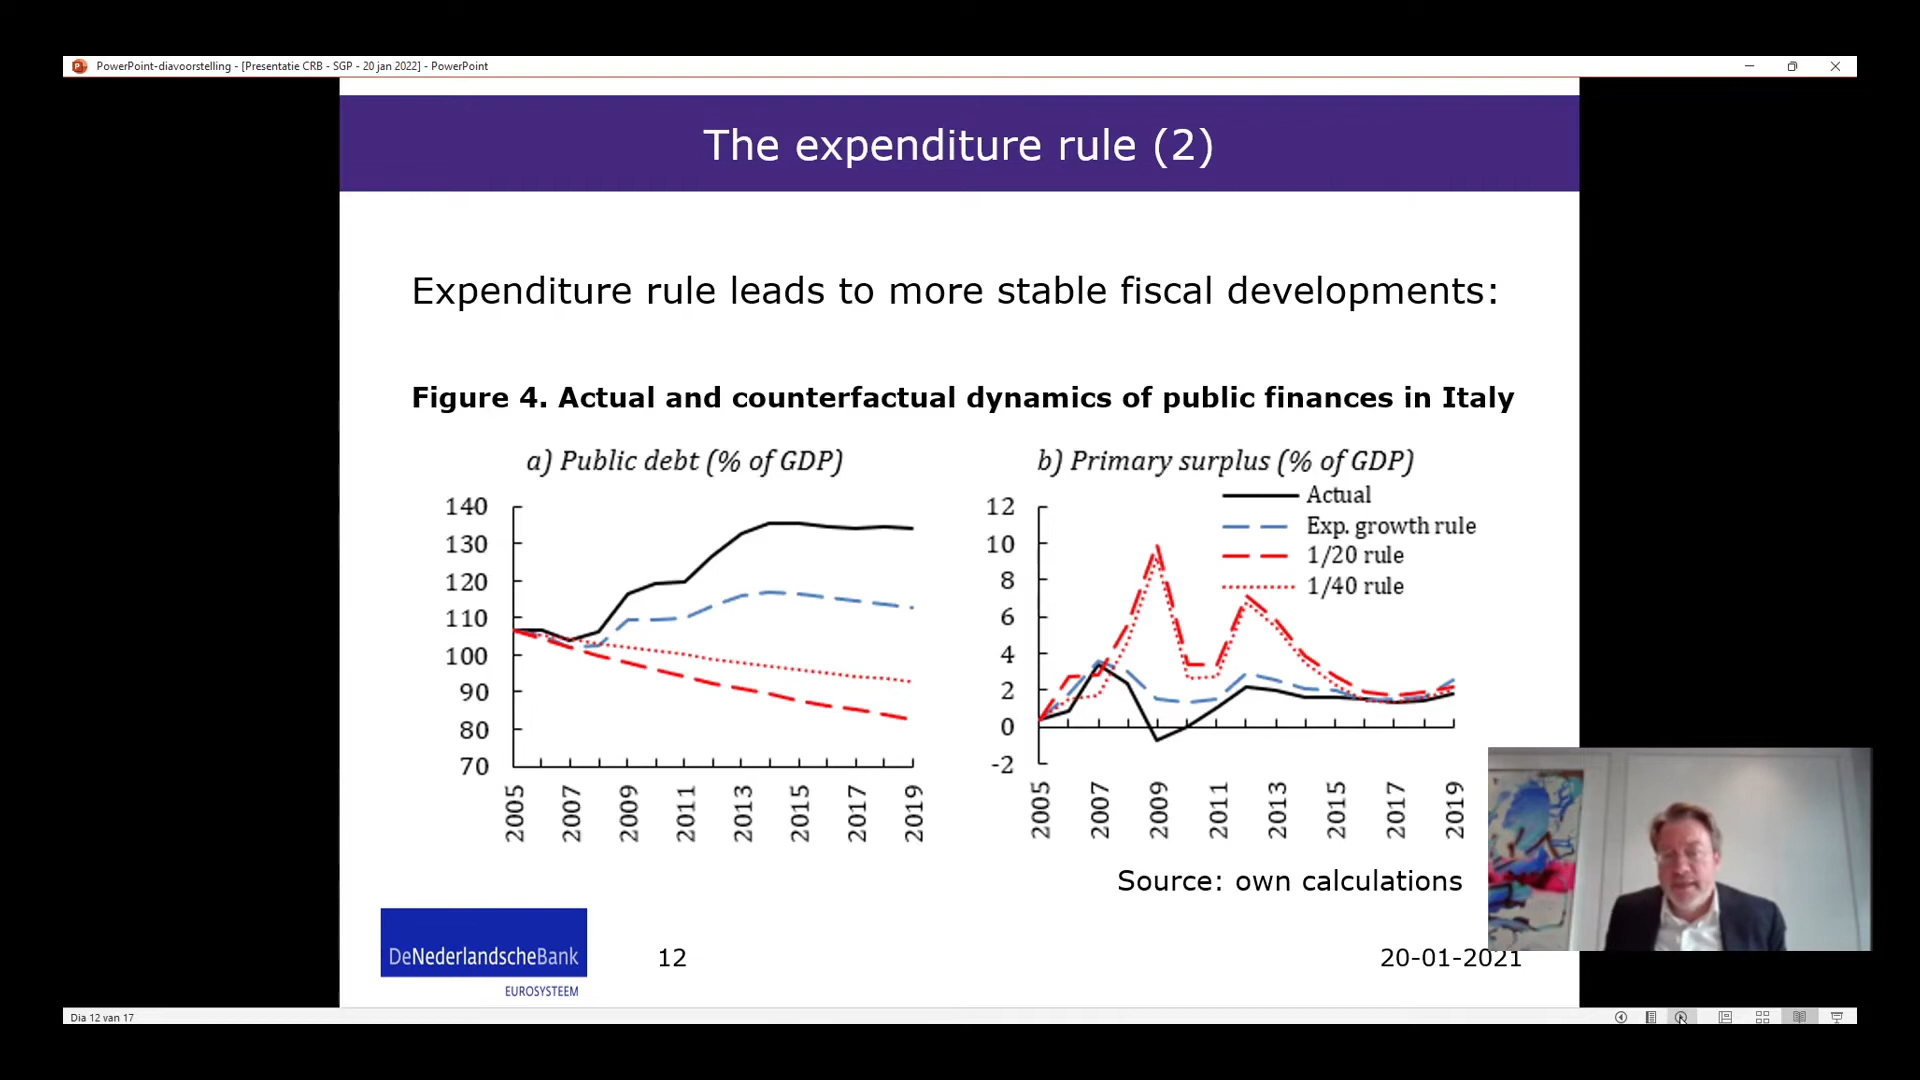 PowerPoint-diavoorstelling - [Presentatie CRB - SGP - 20 jan 2022] - PowerPoint
The expenditure rule (2)
Expenditure rule leads to more stable fiscal developments:
Figure 4. Actual and counterfactual dynamics of public finances in Italy
a) Public debt (% of GDP)
140
130
120
110
100
90
80
70
2005
2007
2009
2011
2013
2015
2017
2019
b) Primary surplus (% of GDP)
Actual
Exp. growth rule
1/20 rule
1/40 rule
12
10
8
6
4
2
0
-2
2005
2007
2009
2011
2013
2015
2017
2019
Source: own calculations
DeNederlandscheBank
EUROSYSTEEM
12
20-01-2021
Dia 12 van 17